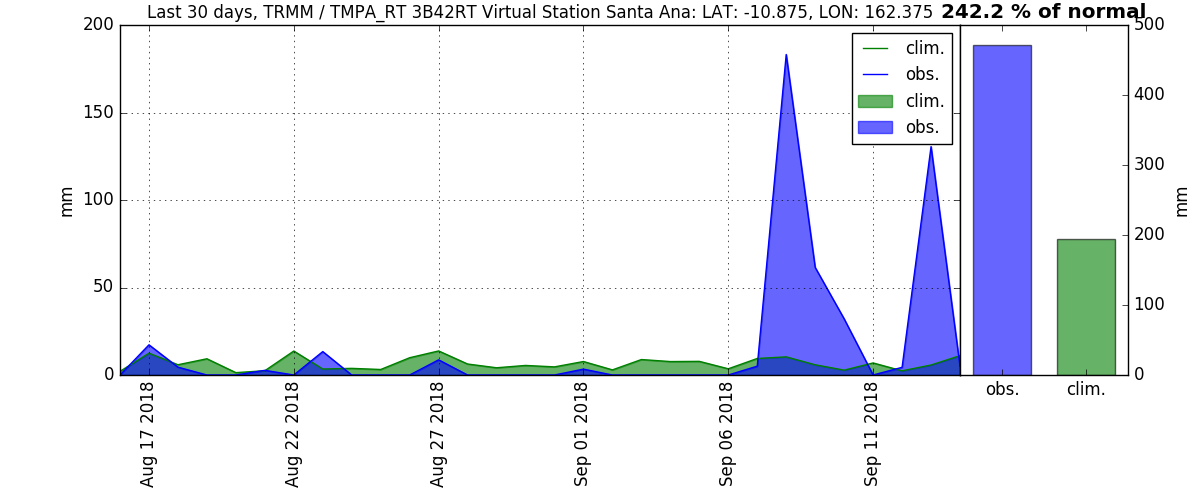 Last 30 days, TRMM / TMPA_RT 3B42RT Virtual Station Santa Ana: LAT: -10.875, LON: 162.375 242.2 % of normal
200
150
100
50
0
mm
clim.
obs.
clim.
obs.
500
400
300
200
100
0
mm
obs.
clim.
Aug 17 2018
Aug 22 2018
Aug 27 2018
Sep 01 2018
Sep 06 2018
Sep 11 2018